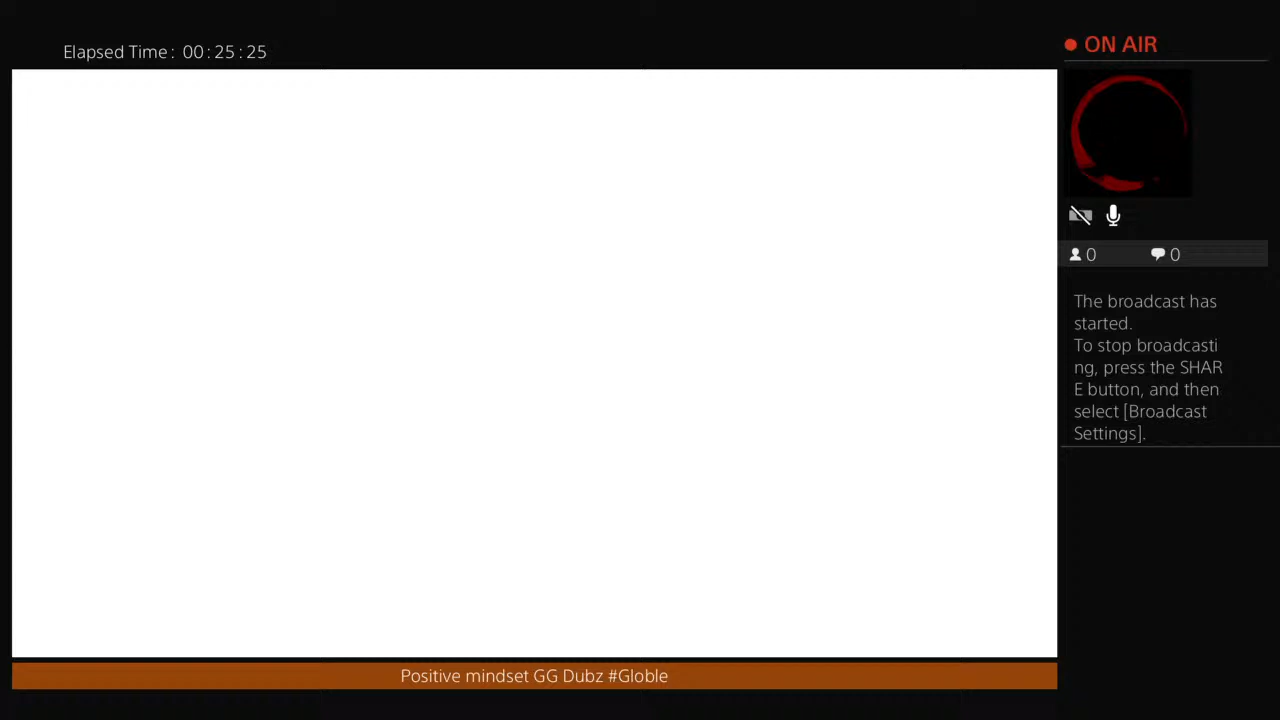 Elapsed Time: 00:25:25
ON AIR
0 0
The broadcast has
started.
To stop broadcasti
ng, press the SHAR
E button, and then
select [Broadcast
Settings].
Positive mindset GG Dubz #Globle